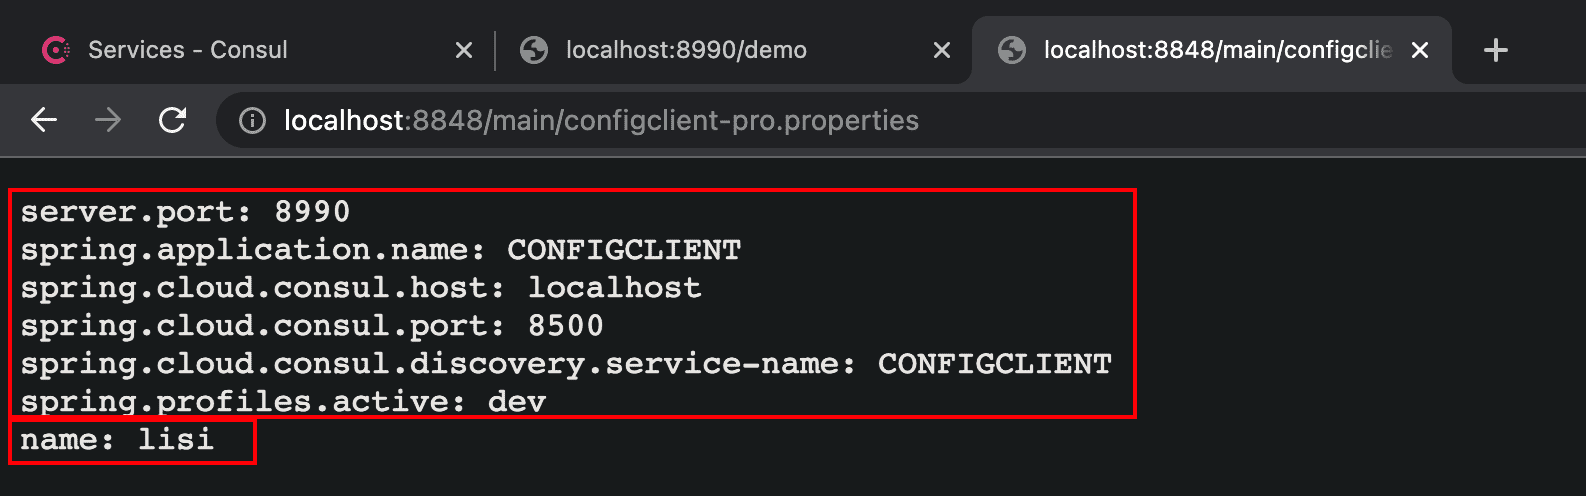 Services - Consul
localhost:8990/demo
localhost:8848/main/configclie
localhost:8848/main/configclient-pro.properties
server.port: 8990
spring.application.name: CONFIGCLIENT
spring.cloud.consul.host: localhost
spring.cloud.consul.port: 8500
spring.cloud.consul.discovery.service-name: CONFIGCLIENT
spring.profiles.active: dev
name: lisi